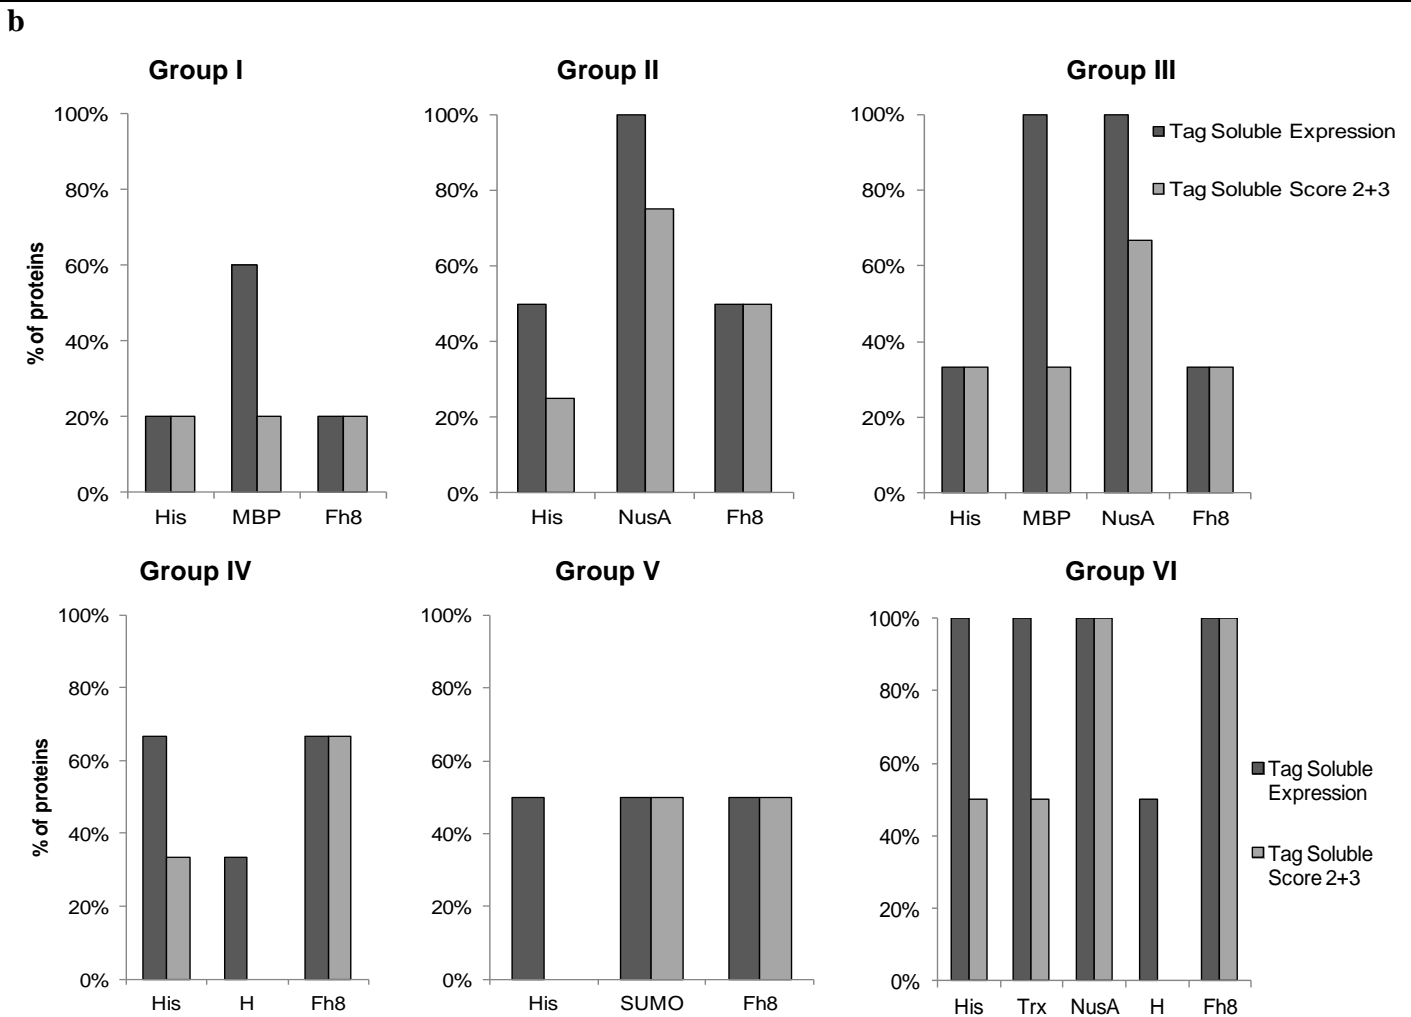 b
Group I
Group II
Group III
100%
80%
60%
40%
20%
0%
% of proteins
His MBP Fh8
100%
80%
60%
40%
20%
0%
His NusA Fh8
100%
80%
60%
40%
20%
0%
His MBP NusA Fh8
Tag Soluble Expression
Tag Soluble Score 2+3
Group IV
Group V
Group VI
100%
80%
60%
40%
20%
0%
% of proteins
His H Fh8
100%
80%
60%
40%
20%
0%
His SUMO Fh8
100%
80%
60%
40%
20%
0%
His Trx NusA H Fh8
Tag Soluble
Expression
Tag Soluble
Score 2+3